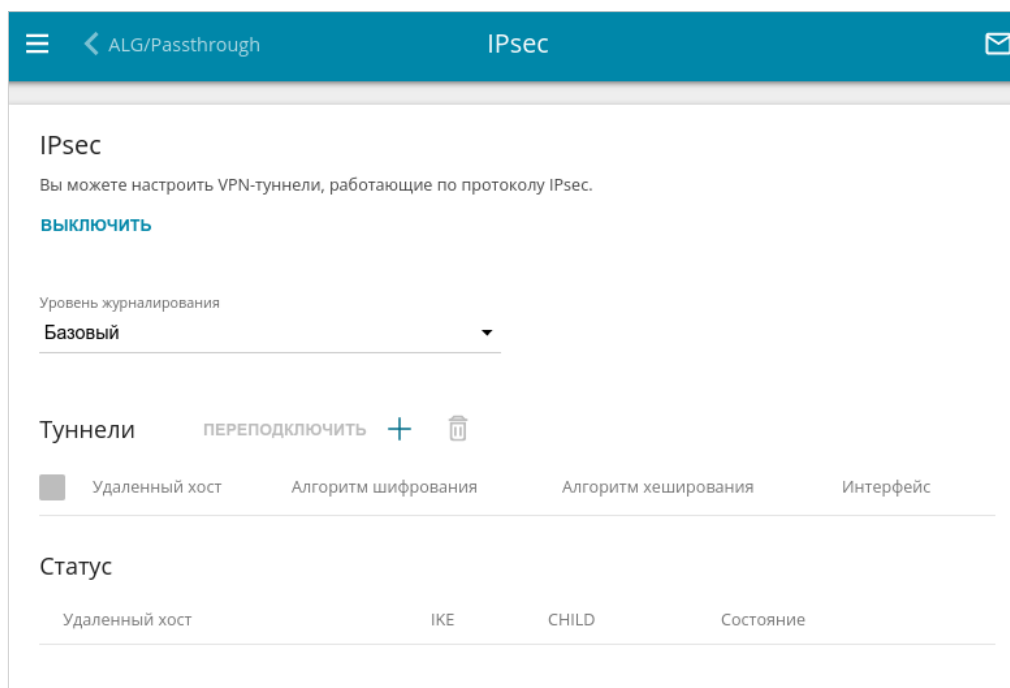 ALG/Passthrough IPsec
IPsec
Вы можете настроить VPN-туннели, работающие по протоколу IPsec.
ВЫКЛЮЧИТЬ
Уровень журналирования
Базовый
Туннели ПЕРЕПОДКЛЮЧИТЬ
Удаленный хост Алгоритм шифрования Алгоритм хеширования Интерфейс
Статус
Удаленный хост IKE CHILD Состояние